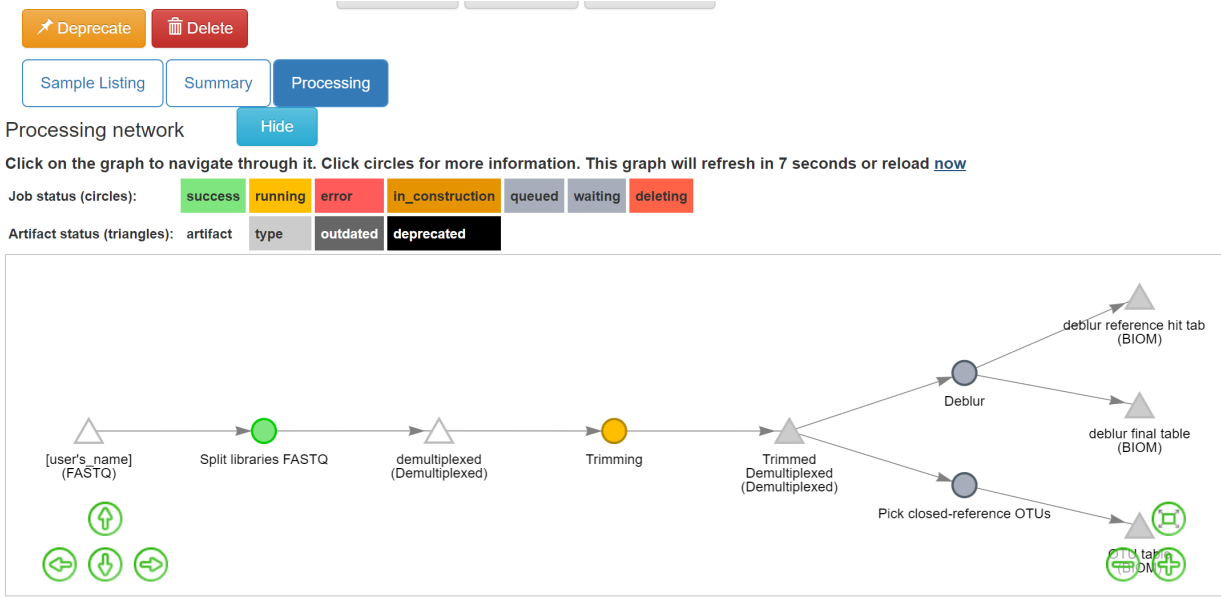 Deprecate Delete
Sample Listing Summary Processing
Processing network Hide
Click on the graph to navigate through it. Click circles for more information. This graph will refresh in 7 seconds or reload now
Job status (circles): success running error in_construction queued waiting deleting
Artifact status (triangles): artifact type outdated deprecated
deblur reference hit tab
(BIOM)
Deblur
deblur final table
(BIOM)
[user's_name]
(FASTQ)
Split libraries FASTQ
demultiplexed
(Demultiplexed)
Trimming
Trimmed
Demultiplexed
(Demultiplexed)
Pick closed-reference OTUs
OTU table
(BIOM)